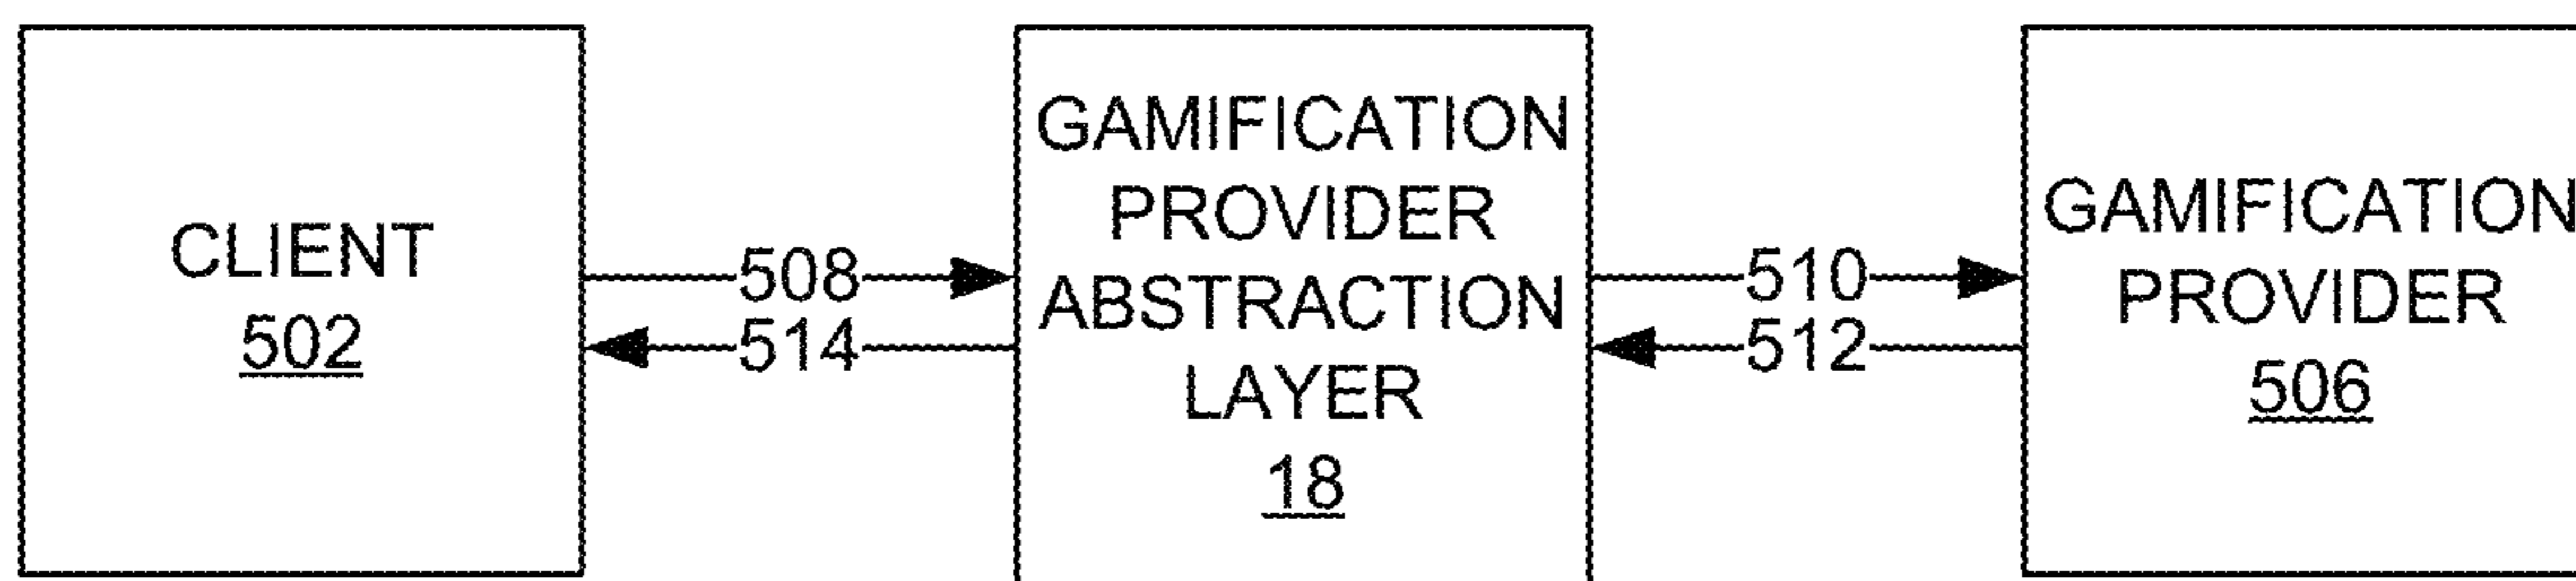 CLIENT
502
508
514
GAMIFICATION
PROVIDER
ABSTRACTION
LAYER
18
510
512
GAMIFICATION
PROVIDER
506